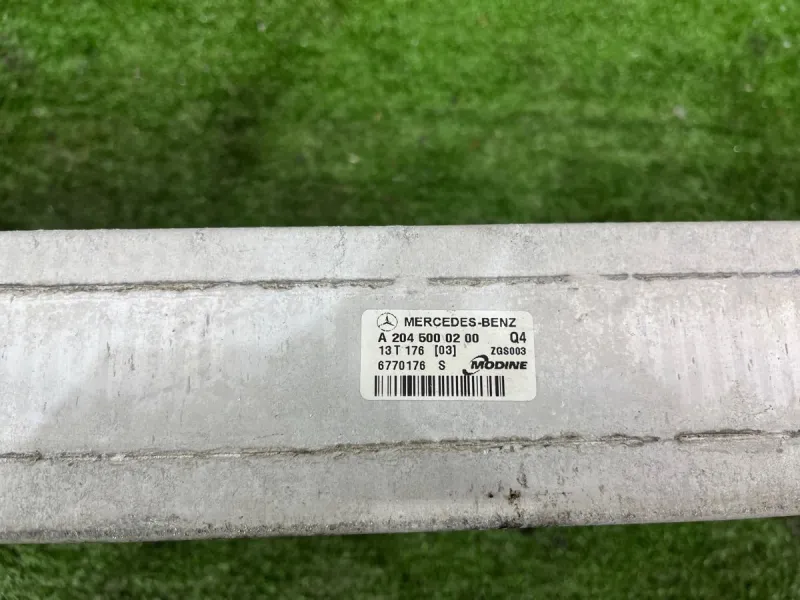 MERCEDES-BENZ
A 204 500 02 00 Q4
13 T 176 [03] ZGS003
6770176 S MODINE